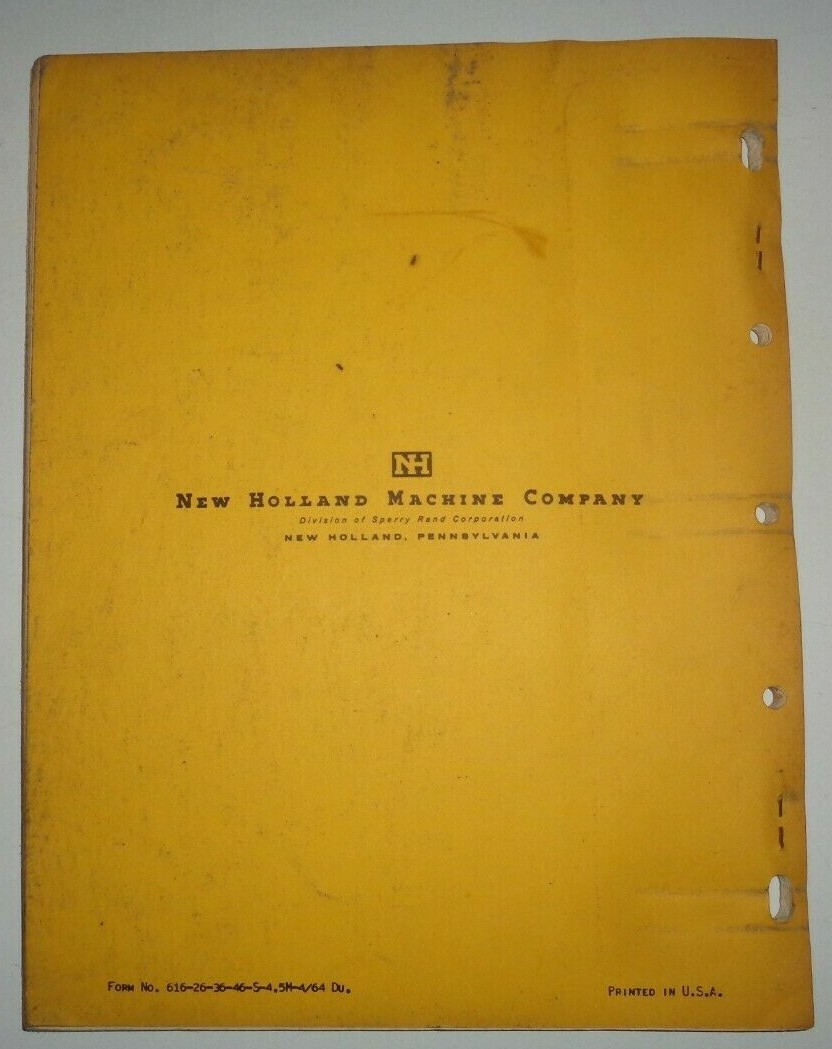 NH
New Holland Machine Company
Division of Sperry Rand Corporation
NEW HOLLAND, PENNSYLVANIA
Form No. 616-26-36-46-S-4.5M-4/64 Du.
Printed in U.S.A.